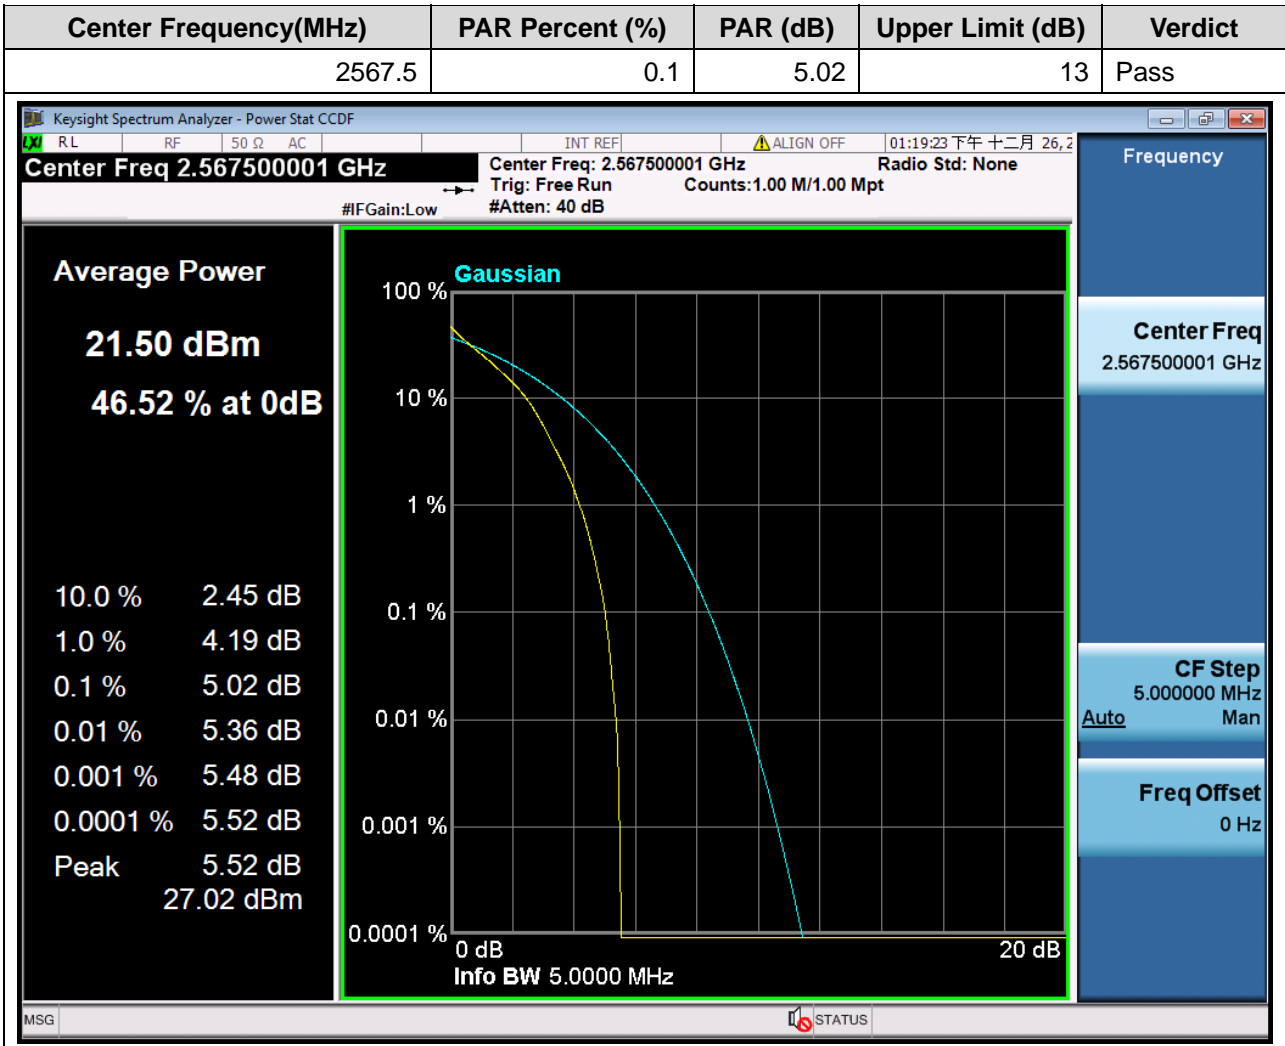 Center Frequency(MHz) PAR Percent (%) PAR (dB) Upper Limit (dB) Verdict
2567.5 0.1 5.02 13 Pass
Keysight Spectrum Analyzer - Power Stat CCDF
LXI RL RF 50 Ω AC INT REF ALIGN OFF 01:19:23 下午 十二月 26, 2
Center Freq 2.567500001 GHz
Center Freq: 2.567500001 GHz Radio Std: None
Trig: Free Run Counts:1.00 M/1.00 Mpt
#IFGain:Low #Atten: 40 dB
Average Power
21.50 dBm
46.52 % at 0dB
10.0 % 2.45 dB
1.0 % 4.19 dB
0.1 % 5.02 dB
0.01 % 5.36 dB
0.001 % 5.48 dB
0.0001 % 5.52 dB
Peak 5.52 dB
27.02 dBm
Gaussian
100 %
10 %
1 %
0.1 %
0.01 %
0.001 %
0.0001 %
0 dB 20 dB
Info BW 5.0000 MHz
Frequency
Center Freq
2.567500001 GHz
CF Step
5.000000 MHz
Auto Man
Freq Offset
0 Hz
MSG STATUS